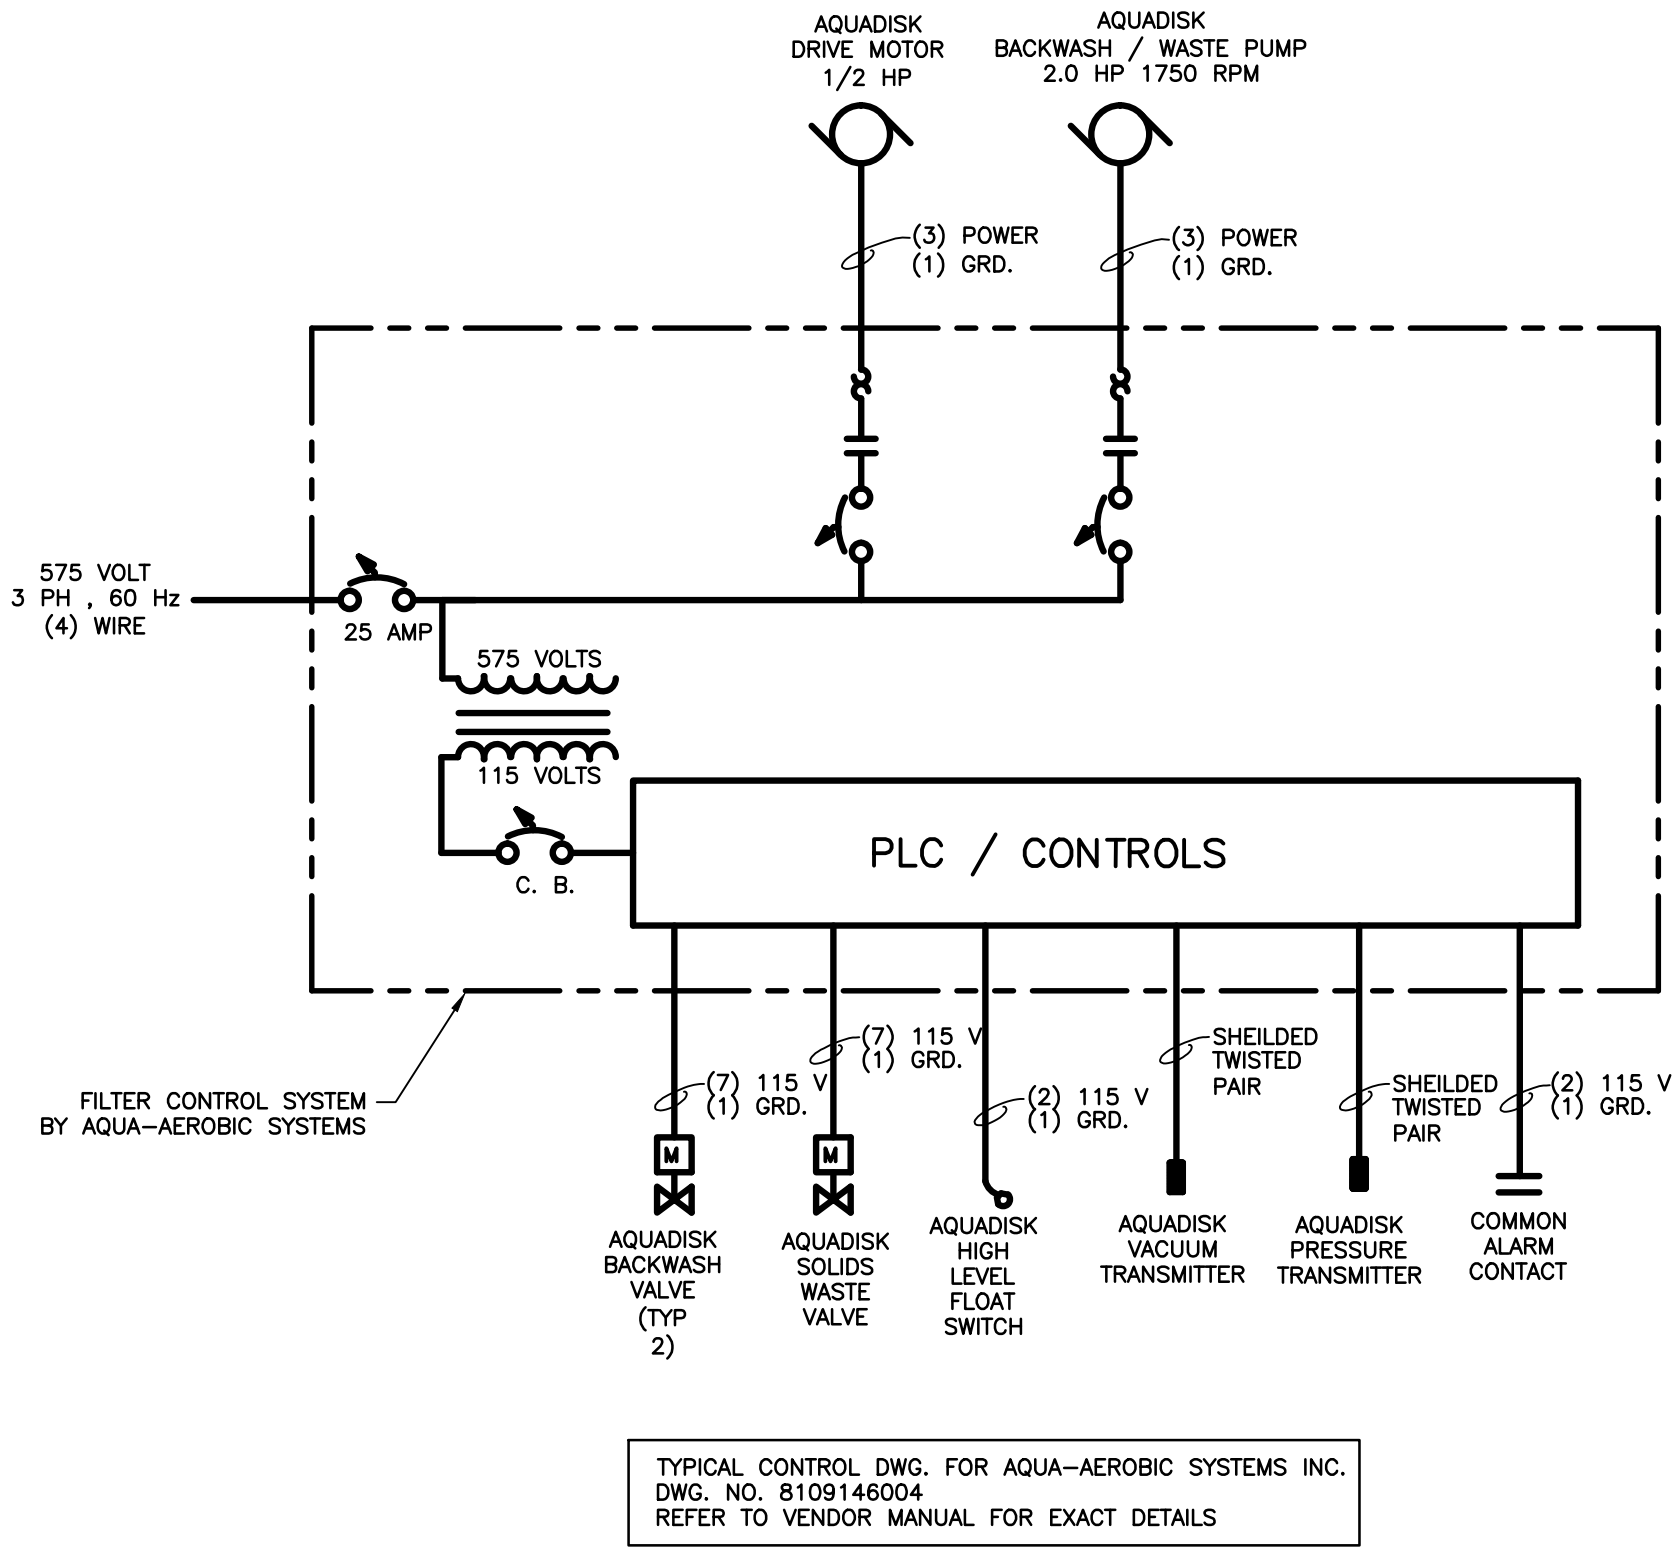 AQUADISK
DRIVE MOTOR
1/2 HP
AQUADISK
BACKWASH / WASTE PUMP
2.0 HP 1750 RPM
(3) POWER
(1) GRD.
(3) POWER
(1) GRD.
575 VOLT
3 PH , 60 Hz
(4) WIRE
25 AMP
575 VOLTS
115 VOLTS
C. B.
PLC / CONTROLS
FILTER CONTROL SYSTEM
BY AQUA-AEROBIC SYSTEMS
(7) 115 V
(1) GRD.
(7) 115 V
(1) GRD.
(2) 115 V
(1) GRD.
SHEILDED
TWISTED
PAIR
SHEILDED
TWISTED
PAIR
(2) 115 V
(1) GRD.
M
M
AQUADISK
BACKWASH
VALVE
(TYP
2)
AQUADISK
SOLIDS
WASTE
VALVE
AQUADISK
HIGH
LEVEL
FLOAT
SWITCH
AQUADISK
VACUUM
TRANSMITTER
AQUADISK
PRESSURE
TRANSMITTER
COMMON
ALARM
CONTACT
TYPICAL CONTROL DWG. FOR AQUA-AEROBIC SYSTEMS INC.
DWG. NO. 8109146004
REFER TO VENDOR MANUAL FOR EXACT DETAILS